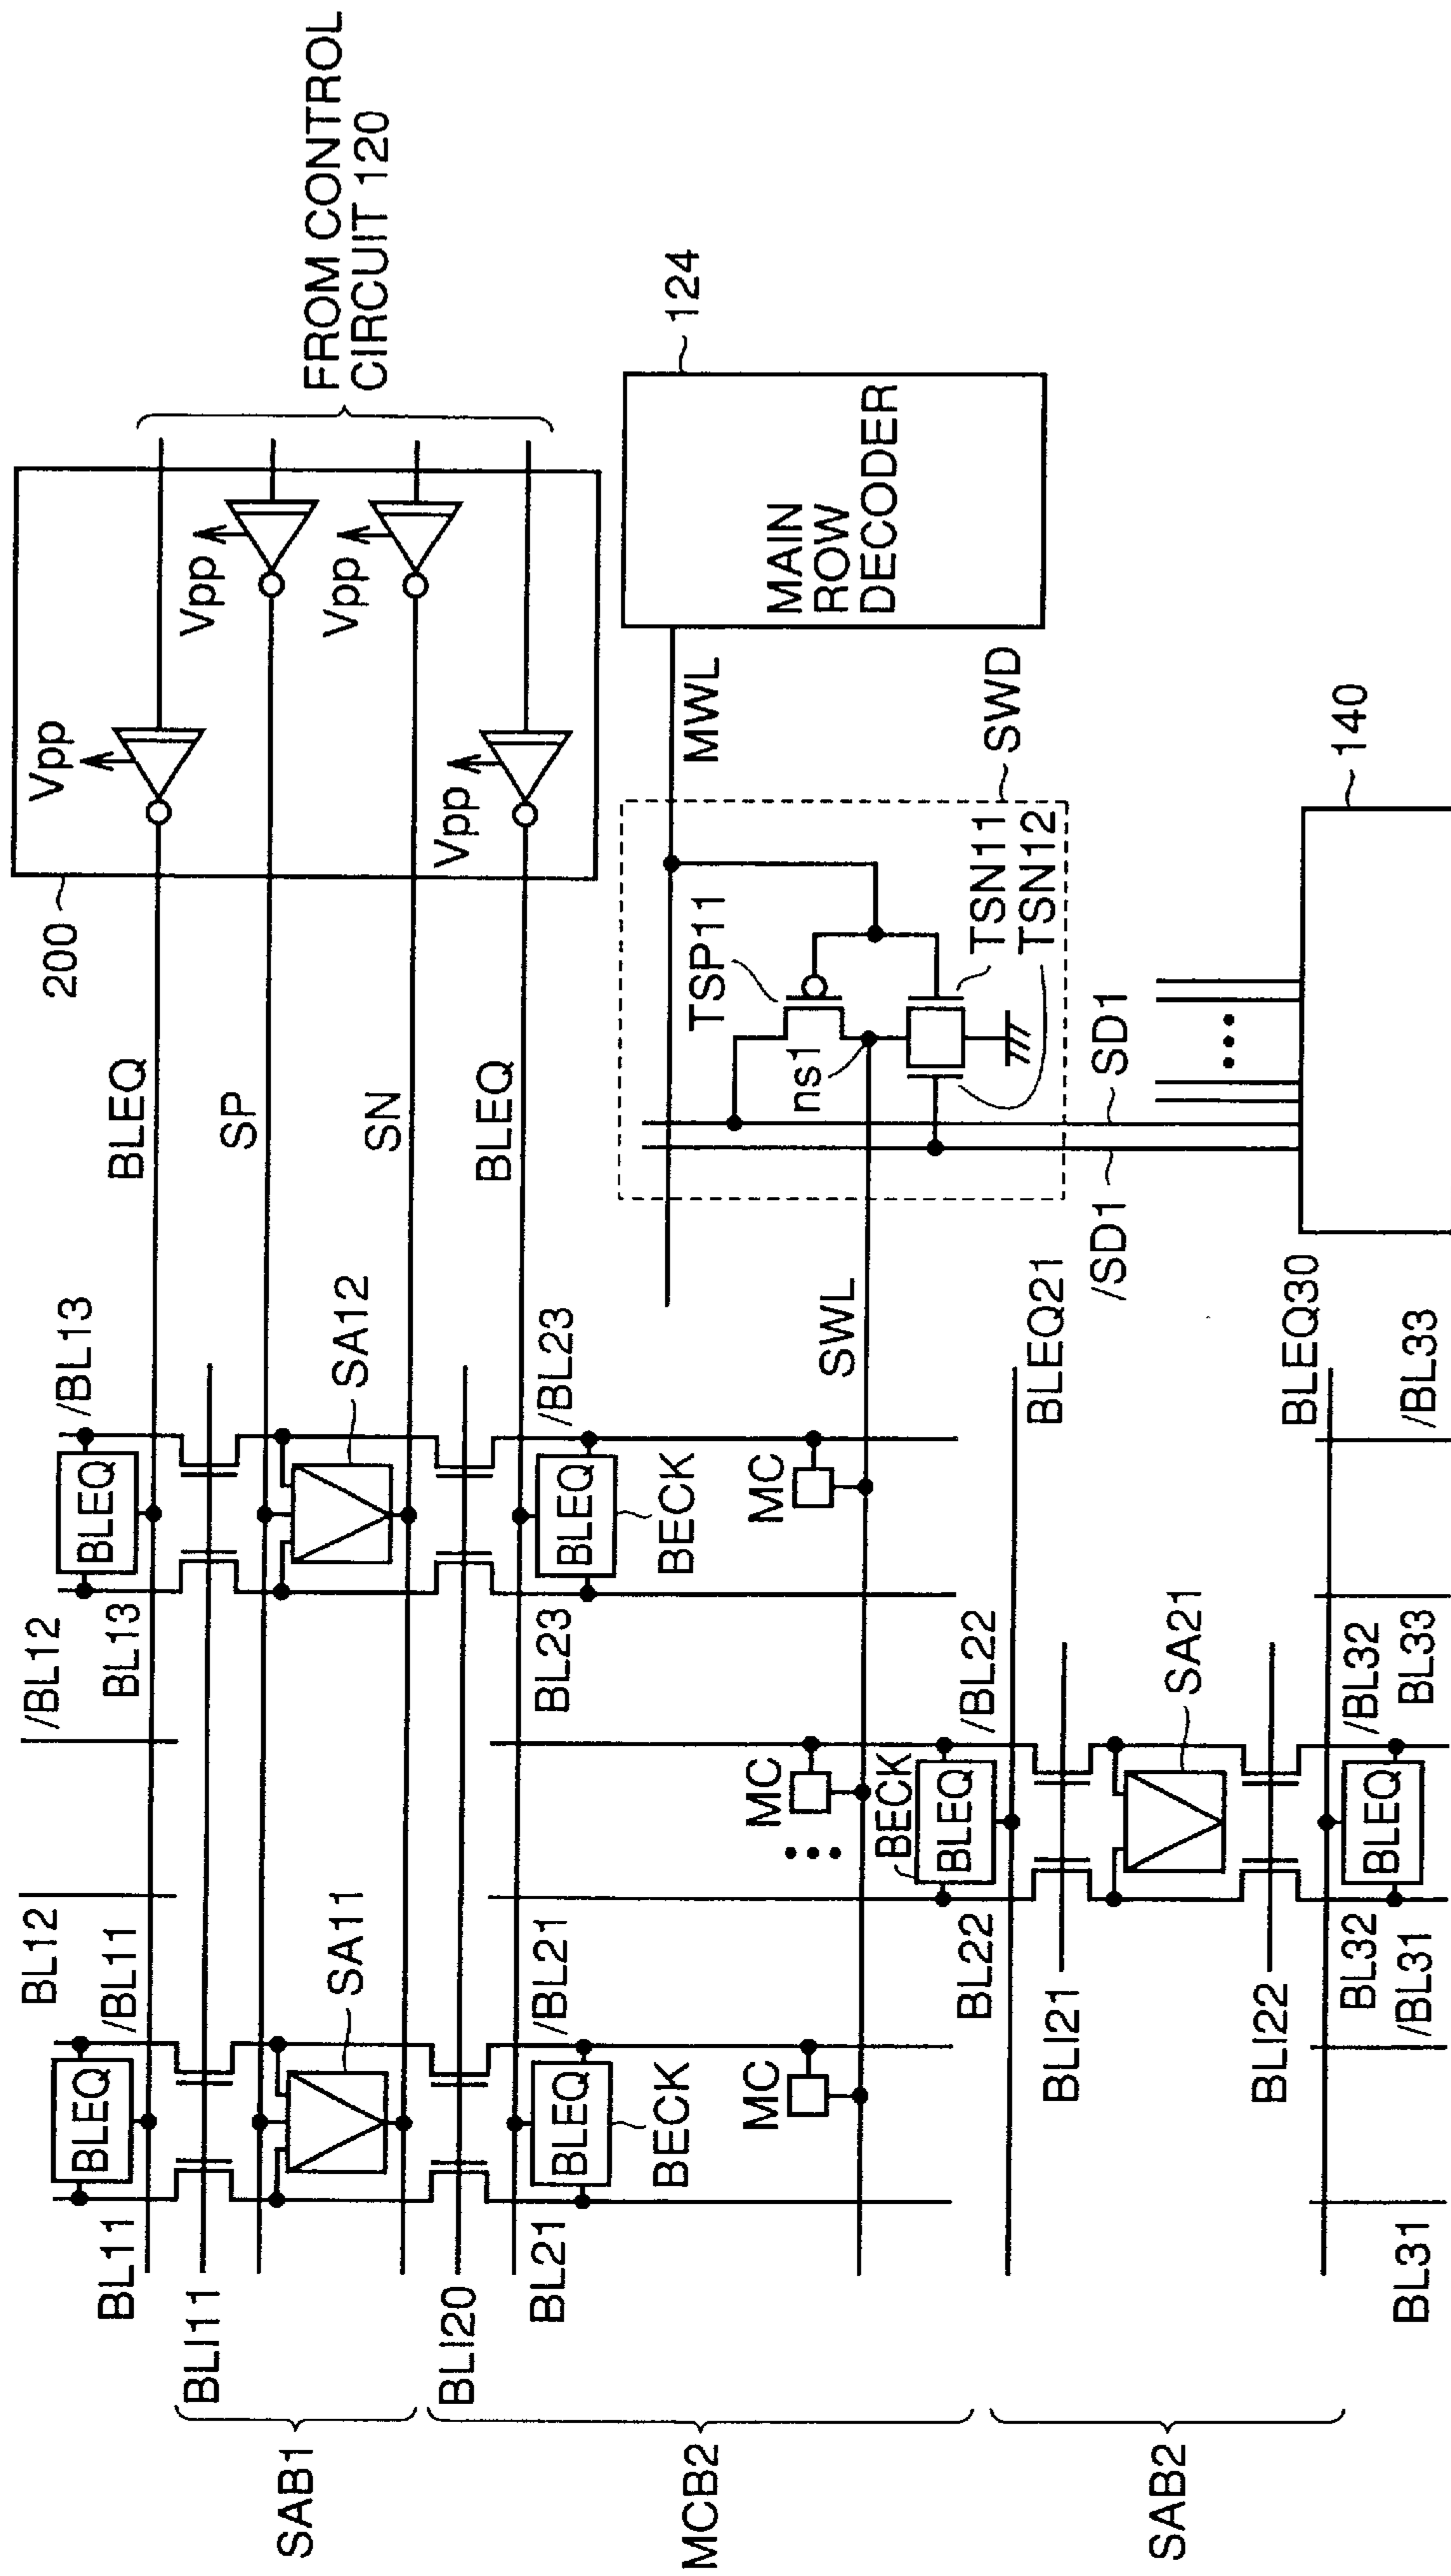 FROM CONTROL
CIRCUIT 120
Vpp
Vpp
Vpp
Vpp
200
BLEQ
SP
SN
BLEQ
124
MAIN
ROW
DECODER
MWL
SWD
TSP11
TSN11
TSN12
ns1
SD1
/SD1
140
SWL
/BL13
BLEQ
BL13
SA12
/BL23
BLEQ
BECK
BL23
MC
/BL12
BL12
MC
BECK
BLEQ
/BL22
BL22
BLEQ21
SA21
BLI21
BLI22
BLEQ30
/BL33
BL33
/BL32
BLEQ
BL32
/BL31
BL31
/BL11
BLEQ
BL11
SA11
BLI11
/BL21
BLEQ
BECK
BL21
BLI20
MC
SAB1
MCB2
SAB2